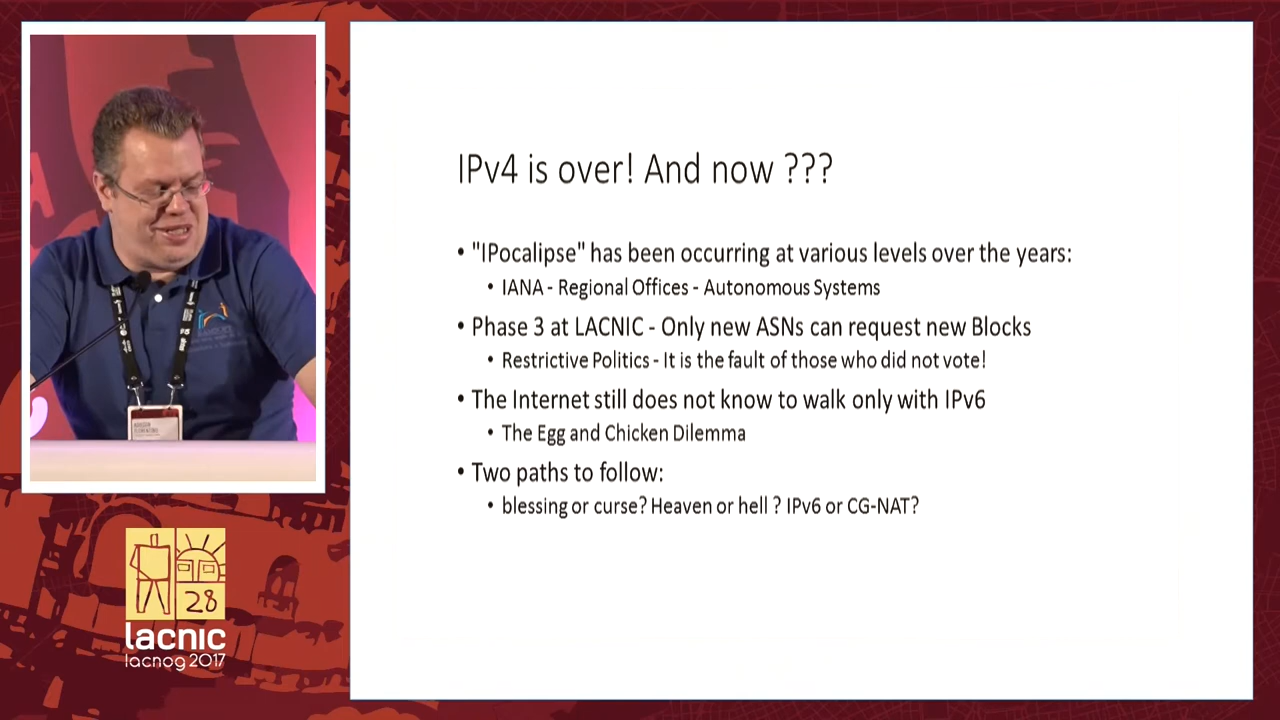 IPv4 is over! And now ???
• "IPocalipse" has been occurring at various levels over the years:
• IANA - Regional Offices - Autonomous Systems
• Phase 3 at LACNIC - Only new ASNs can request new Blocks
• Restrictive Politics - It is the fault of those who did not vote!
• The Internet still does not know to walk only with IPv6
• The Egg and Chicken Dilemma
• Two paths to follow:
• blessing or curse? Heaven or hell ? IPv6 or CG-NAT?
28
lacnic
lacnog 2017